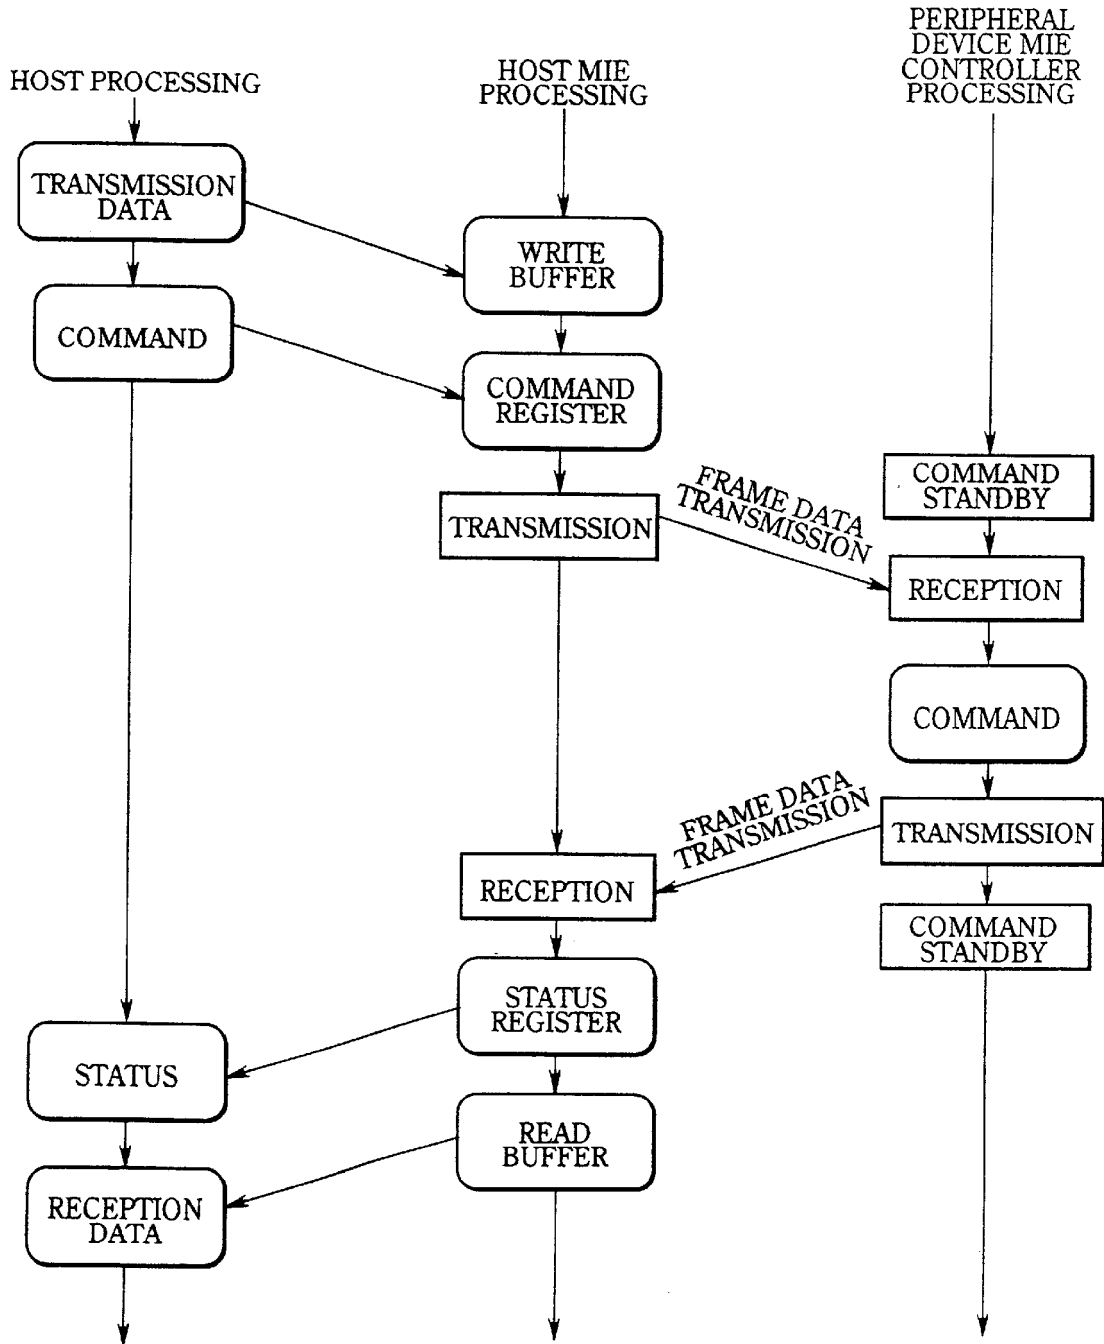 HOST PROCESSING
TRANSMISSION
DATA
COMMAND
STATUS
RECEPTION
DATA
HOST MIE
PROCESSING
WRITE
BUFFER
COMMAND
REGISTER
TRANSMISSION
FRAME DATA
TRANSMISSION
FRAME DATA
TRANSMISSION
RECEPTION
STATUS
REGISTER
READ
BUFFER
PERIPHERAL
DEVICE MIE
CONTROLLER
PROCESSING
COMMAND
STANDBY
RECEPTION
COMMAND
TRANSMISSION
COMMAND
STANDBY